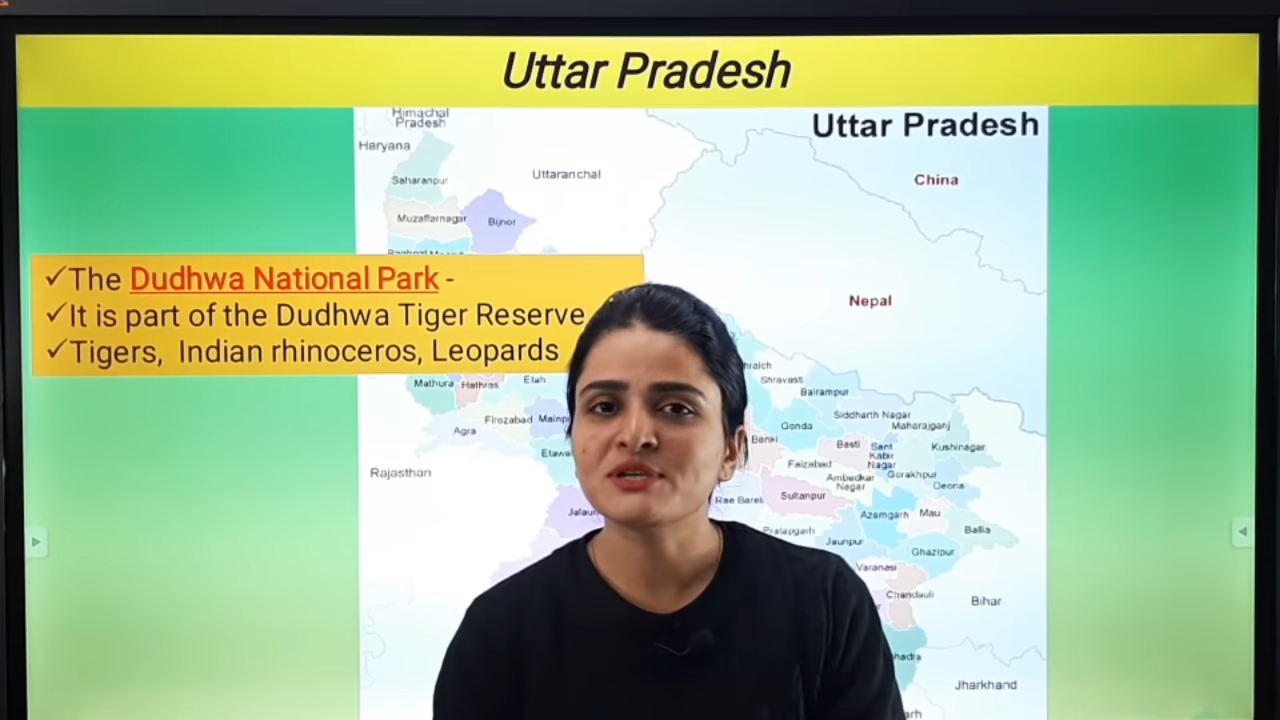 Uttar Pradesh
Uttar Pradesh
Himachal
Pradesh
Haryana
Uttaranchal
China
Saharanpur
Muzaffarnagar
Bijnor
✓The Dudhwa National Park -
✓It is part of the Dudhwa Tiger Reserve
✓Tigers, Indian rhinoceros, Leopards
Nepal
Mathura
Hathras
Etah
Firozabad
Mainp
Agra
Etawa
Rajasthan
Jalaun
hraich
Shravasti
Balrampur
Siddharth Nagar
Maharajganj
Gonda
Basti
Sant
Kabir
Nagar
Kushinagar
Faizabad
Gorakhpur
Ambedkar
Nagar
Deoria
Rae Bareli
Sultanpur
Azamgarh
Mau
Ballia
Pratapgarh
Jaunpur
Ghazipur
Varanasi
Chandauli
Bihar
Jharkhand